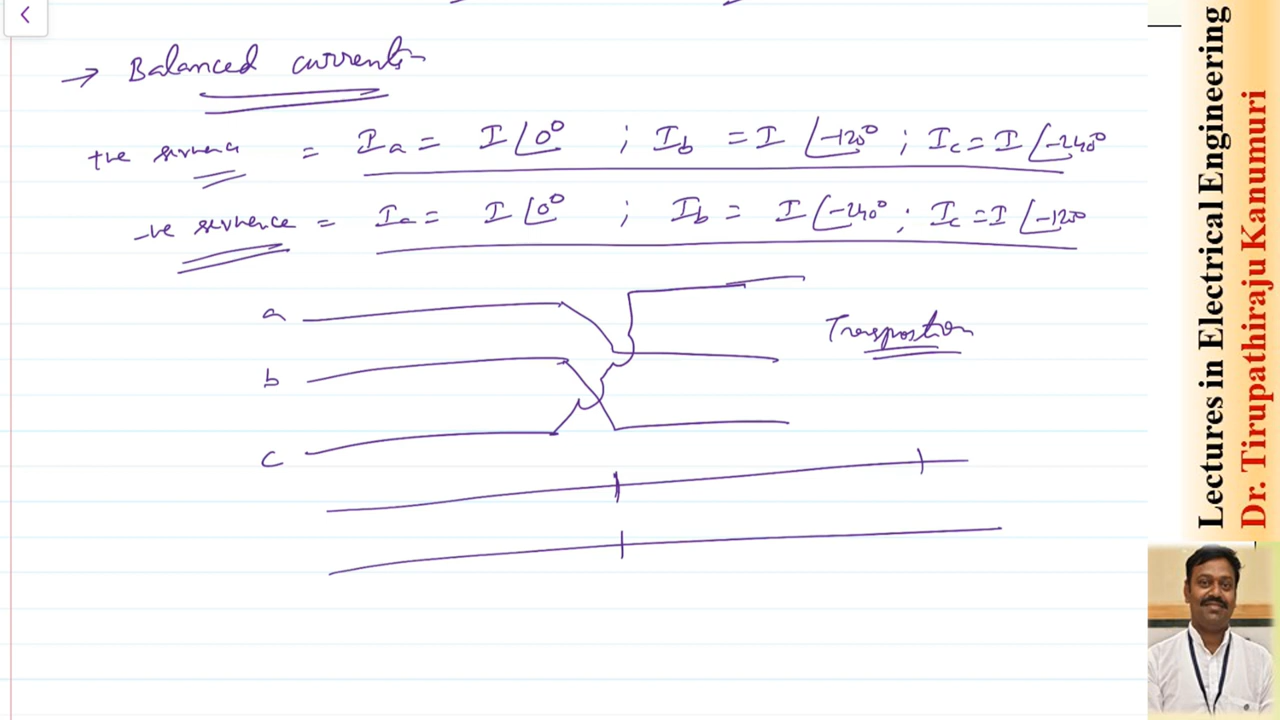 → Balanced currents
+ve sequence = Ia = I∠0° ; Ib = I∠-120° ; Ic = I∠-240°
-ve sequence = Ia = I∠0° ; Ib = I∠-240° ; Ic = I∠-120
a
Transpostion
b
c
Lectures in Electrical Engineering
Dr. Tirupathiraju Kanumuri